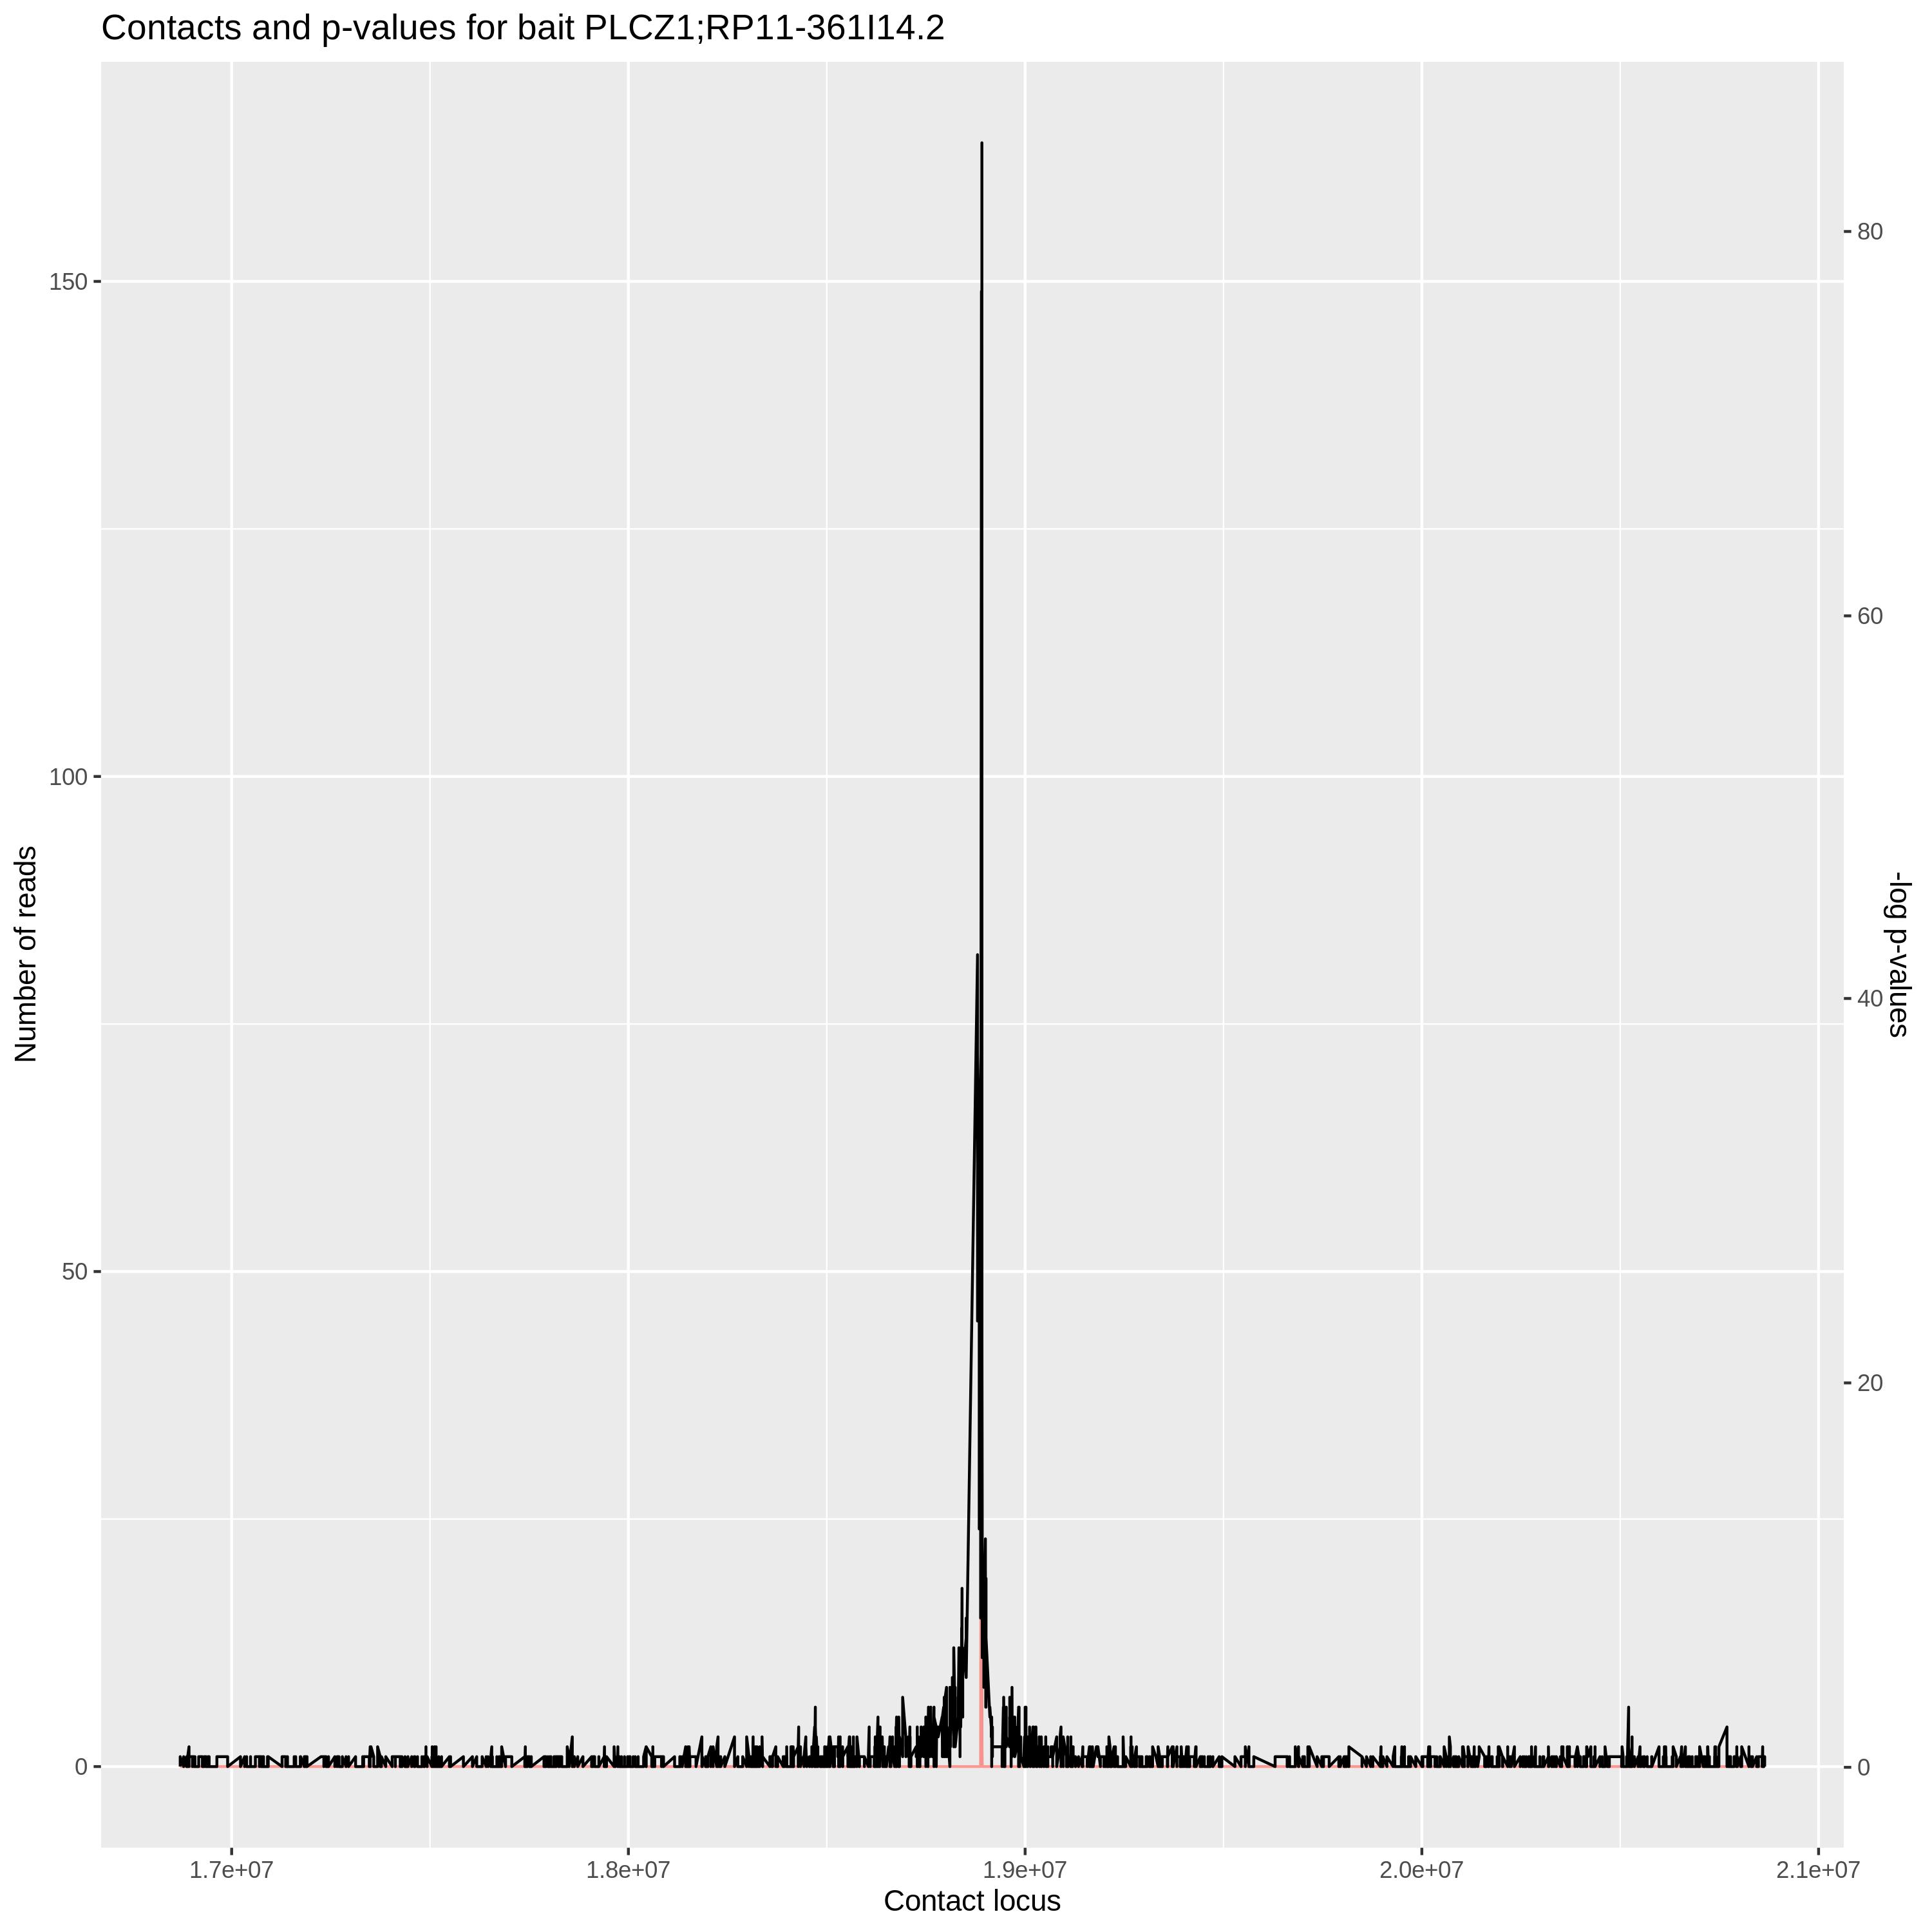 Contacts and p-values for bait PLCZ1;RP11-361I14.2
150
100
50
0
Number of reads
80
60
40
20
0
-log p-values
1.7e+07
1.8e+07
1.9e+07
2.0e+07
2.1e+07
Contact locus